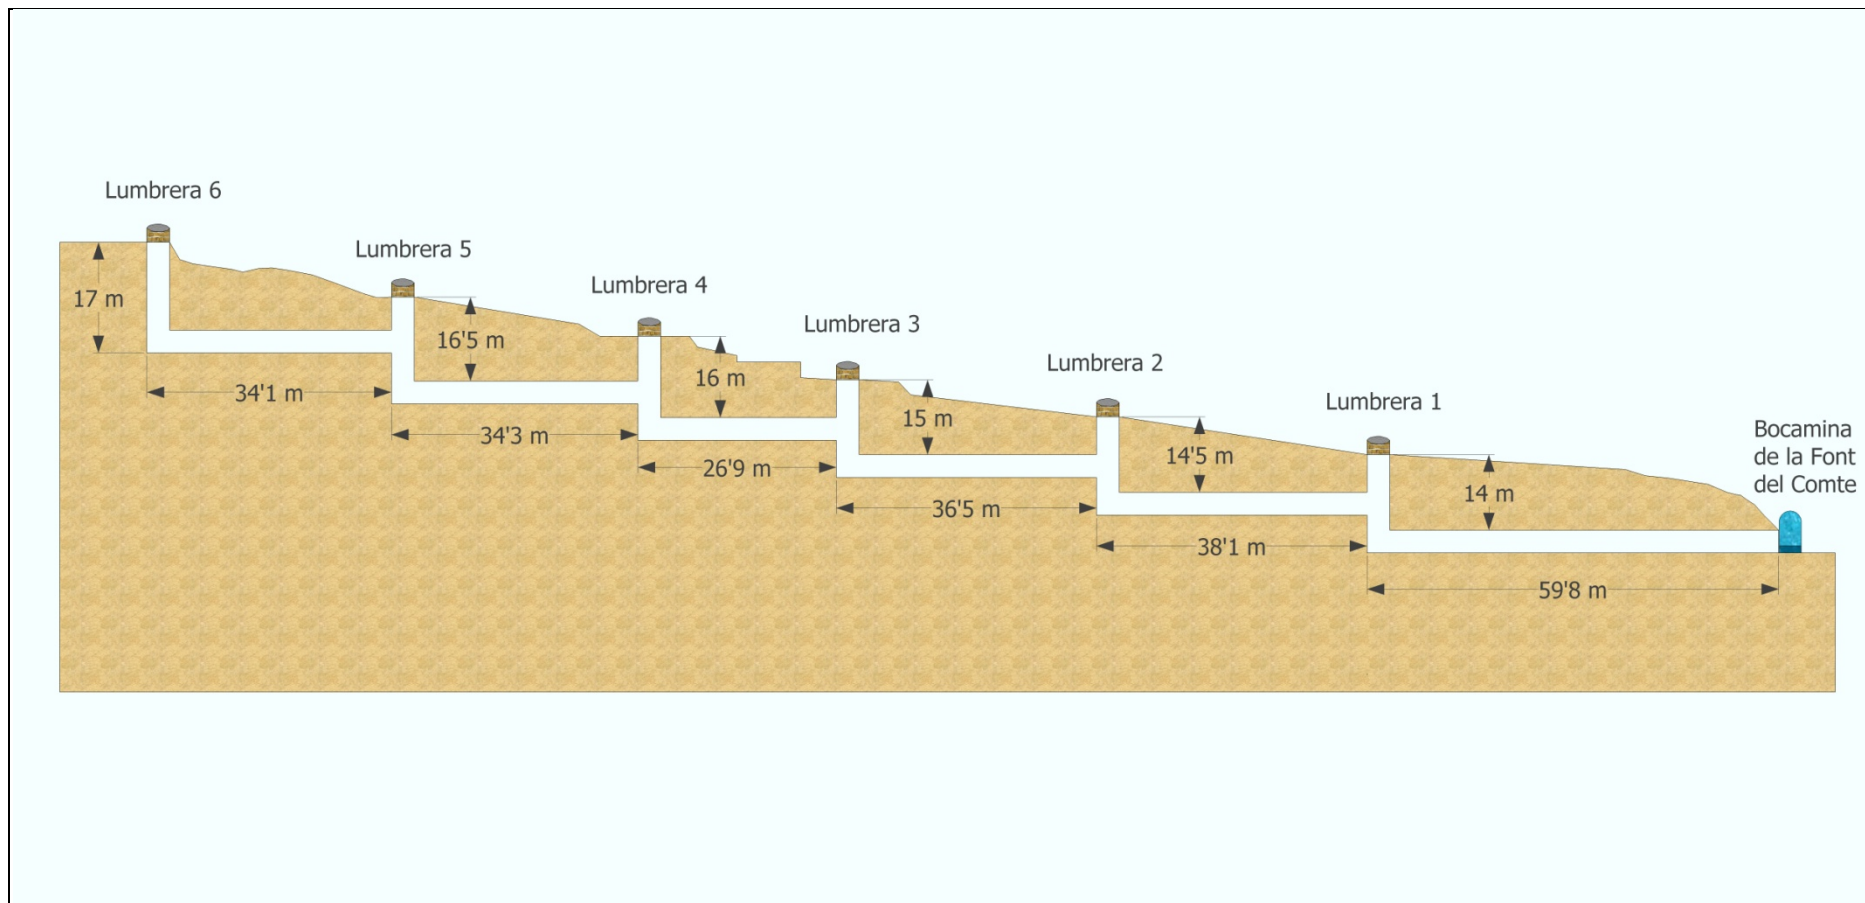 Lumbrera 6
Lumbrera 5
Lumbrera 4
Lumbrera 3
Lumbrera 2
Lumbrera 1
Bocamina
de la Font
del Comte
17 m
16'5 m
16 m
15 m
14'5 m
14 m
34'1 m
34'3 m
26'9 m
36'5 m
38'1 m
59'8 m